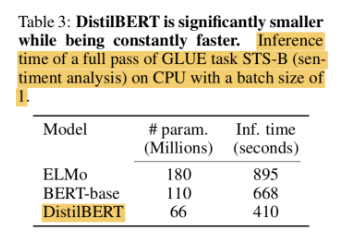 Table 3: DistilBERT is significantly smaller
while being constantly faster. Inference
time of a full pass of GLUE task STS-B (sen-
timent analysis) on CPU with a batch size of
1.
Model # param. Inf. time
(Millions) (seconds)
ELMo 180 895
BERT-base 110 668
DistilBERT 66 410